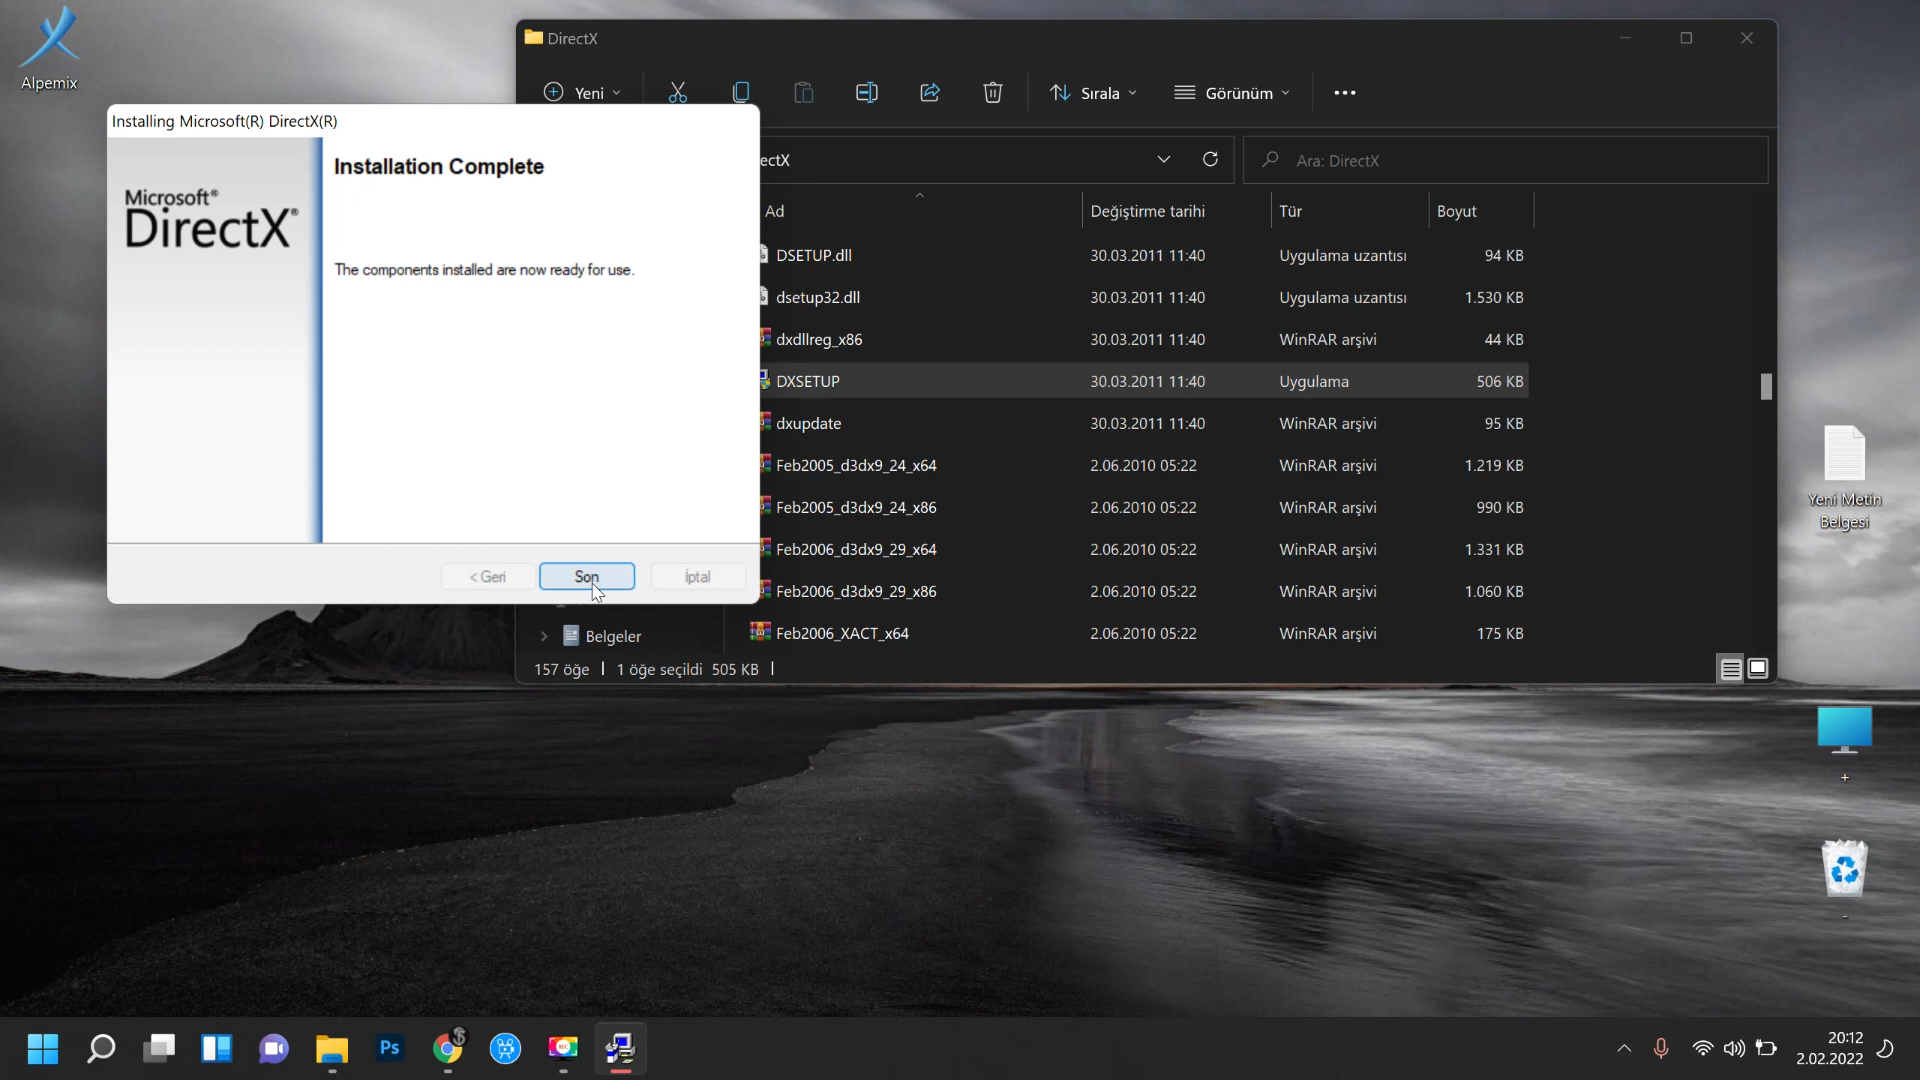 Alpemix
DirectX
Yeni
Sırala
Görünüm
Installing Microsoft(R) DirectX(R)
Microsoft®
DirectX®
Installation Complete
The components installed are now ready for use.
< Geri
Son
İptal
ectX
Ara: DirectX
Ad
Değiştirme tarihi
Tür
Boyut
DSETUP.dll 30.03.2011 11:40 Uygulama uzantısı 94 KB
dsetup32.dll 30.03.2011 11:40 Uygulama uzantısı 1.530 KB
dxdllreg_x86 30.03.2011 11:40 WinRAR arşivi 44 KB
DXSETUP 30.03.2011 11:40 Uygulama 506 KB
dxupdate 30.03.2011 11:40 WinRAR arşivi 95 KB
Feb2005_d3dx9_24_x64 2.06.2010 05:22 WinRAR arşivi 1.219 KB
Feb2005_d3dx9_24_x86 2.06.2010 05:22 WinRAR arşivi 990 KB
Feb2006_d3dx9_29_x64 2.06.2010 05:22 WinRAR arşivi 1.331 KB
Feb2006_d3dx9_29_x86 2.06.2010 05:22 WinRAR arşivi 1.060 KB
Feb2006_XACT_x64 2.06.2010 05:22 WinRAR arşivi 175 KB
Belgeler
157 öğe 1 öğe seçildi 505 KB
Yeni Metin
Belgesi
+
-
Ps
20:12
2.02.2022